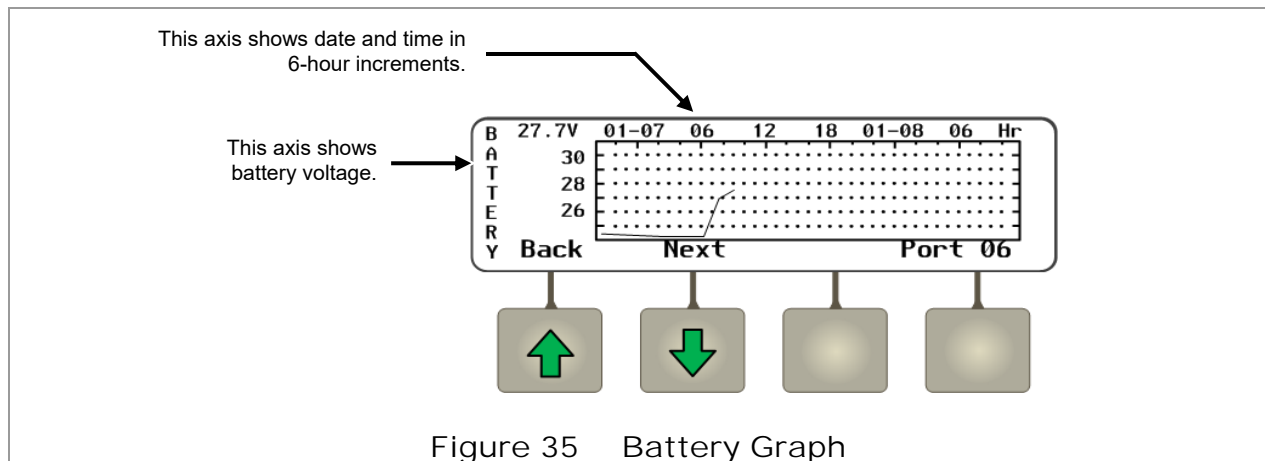 This axis shows date and time in
6-hour increments.
This axis shows
battery voltage.
BATTERY
27.7V 01-07 06 12 18 01-08 06 Hr
30
28
26
Back Next Port 06
Figure 35 Battery Graph